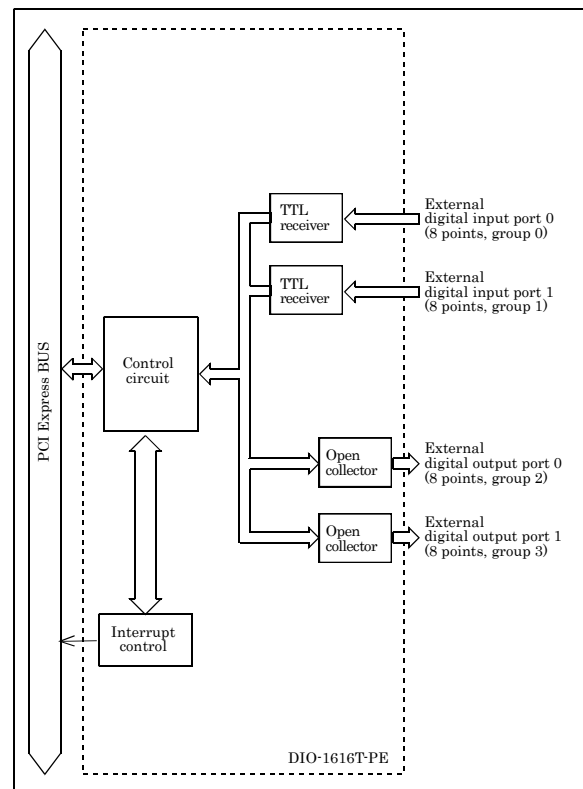 TTL
receiver
External
digital input port 0
(8 points, group 0)
TTL
receiver
External
digital input port 1
(8 points, group 1)
PCI Express BUS
Control
circuit
Open
collector
External
digital output port 0
(8 points, group 2)
Open
collector
External
digital output port 1
(8 points, group 3)
Interrupt
control
DIO-1616T-PE